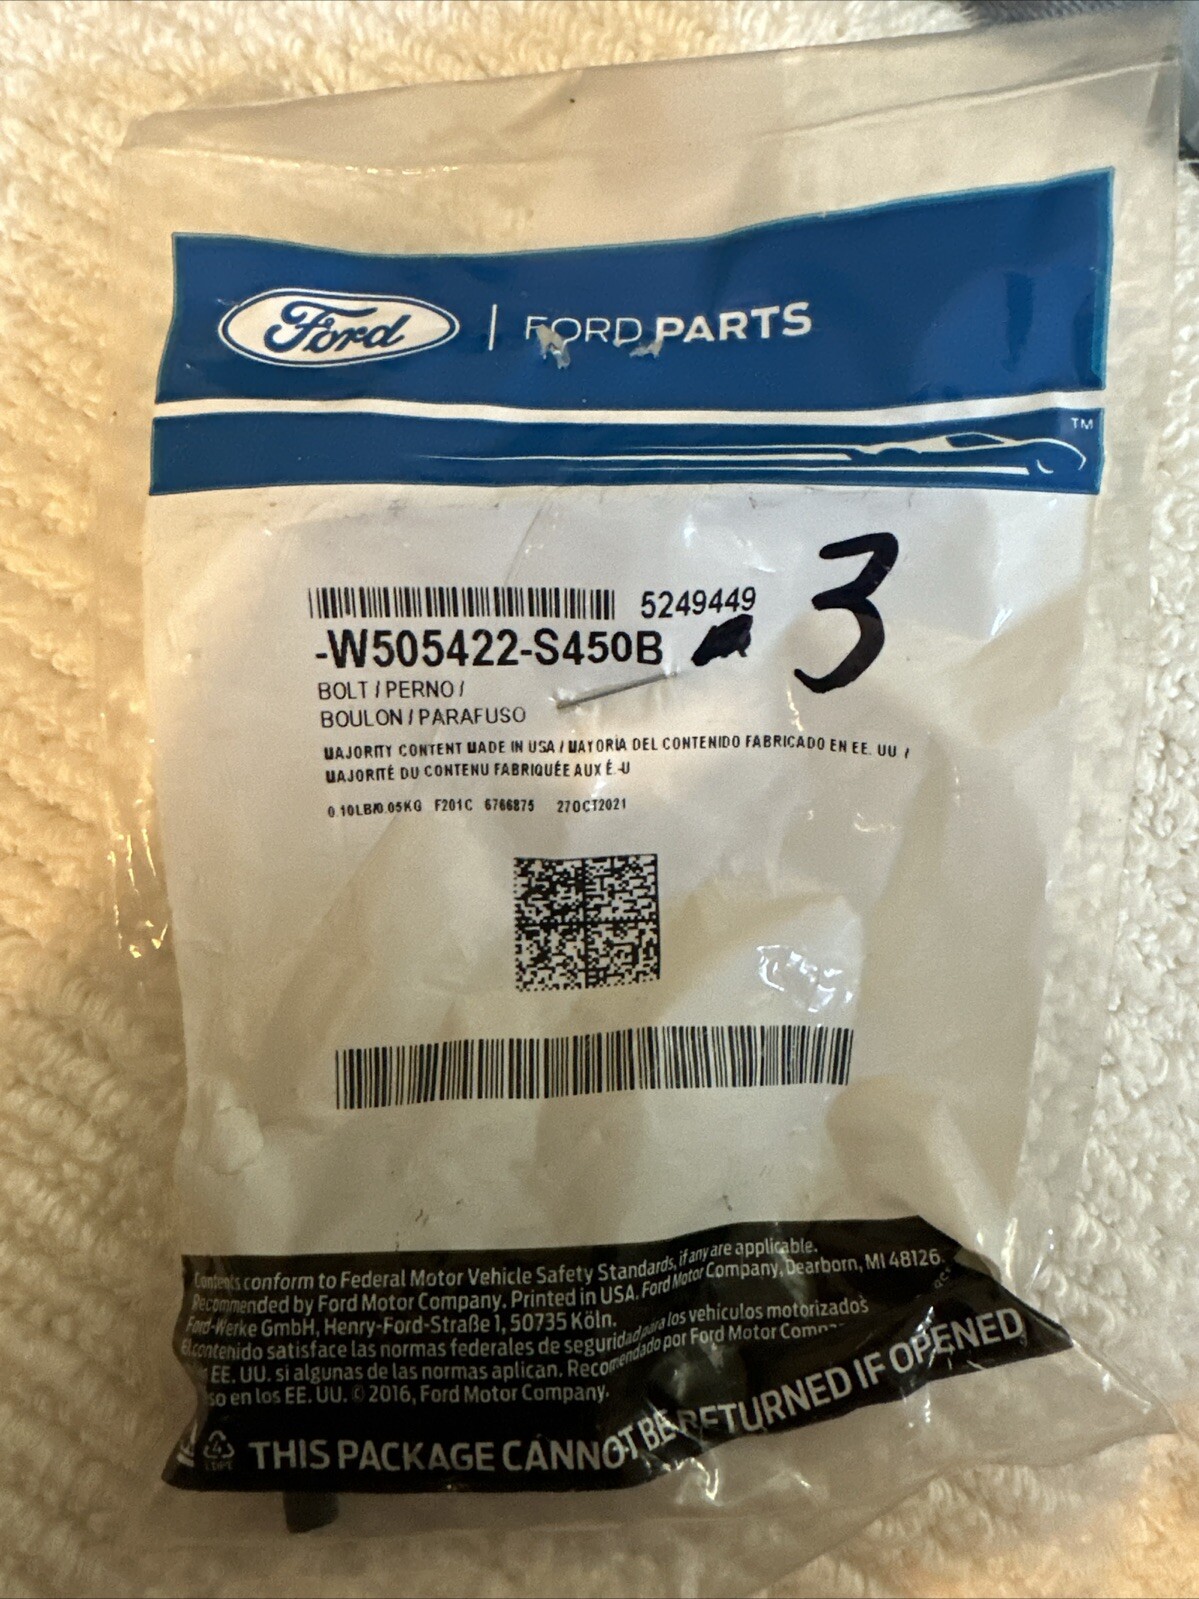 Ford | FORD PARTS
TM
5249449
3
-W505422-S450B
BOLT / PERNO /
BOULON / PARAFUSO
MAJORITY CONTENT MADE IN USA / MAYORÍA DEL CONTENIDO FABRICADO EN EE. UU /
MAJORITÉ DU CONTENU FABRIQUÉE AUX É.-U
0.10LB/0.05KG F201C 6766875 27OCT2021
Contents conform to Federal Motor Vehicle Safety Standards, if any are applicable.
Recommended by Ford Motor Company. Printed in USA. Ford Motor Company, Dearborn, MI 48126.
Ford-Werke GmbH, Henry-Ford-Straße 1, 50735 Köln.
El contenido satisface las normas federales de seguridad para los vehículos motorizados
EE. UU. si algunas de las normas aplican. Recomendado por Ford Motor
en los EE. UU. © 2016, Ford Motor Company.
4
LDPE
THIS PACKAGE CANNOT BE RETURNED IF OPENED